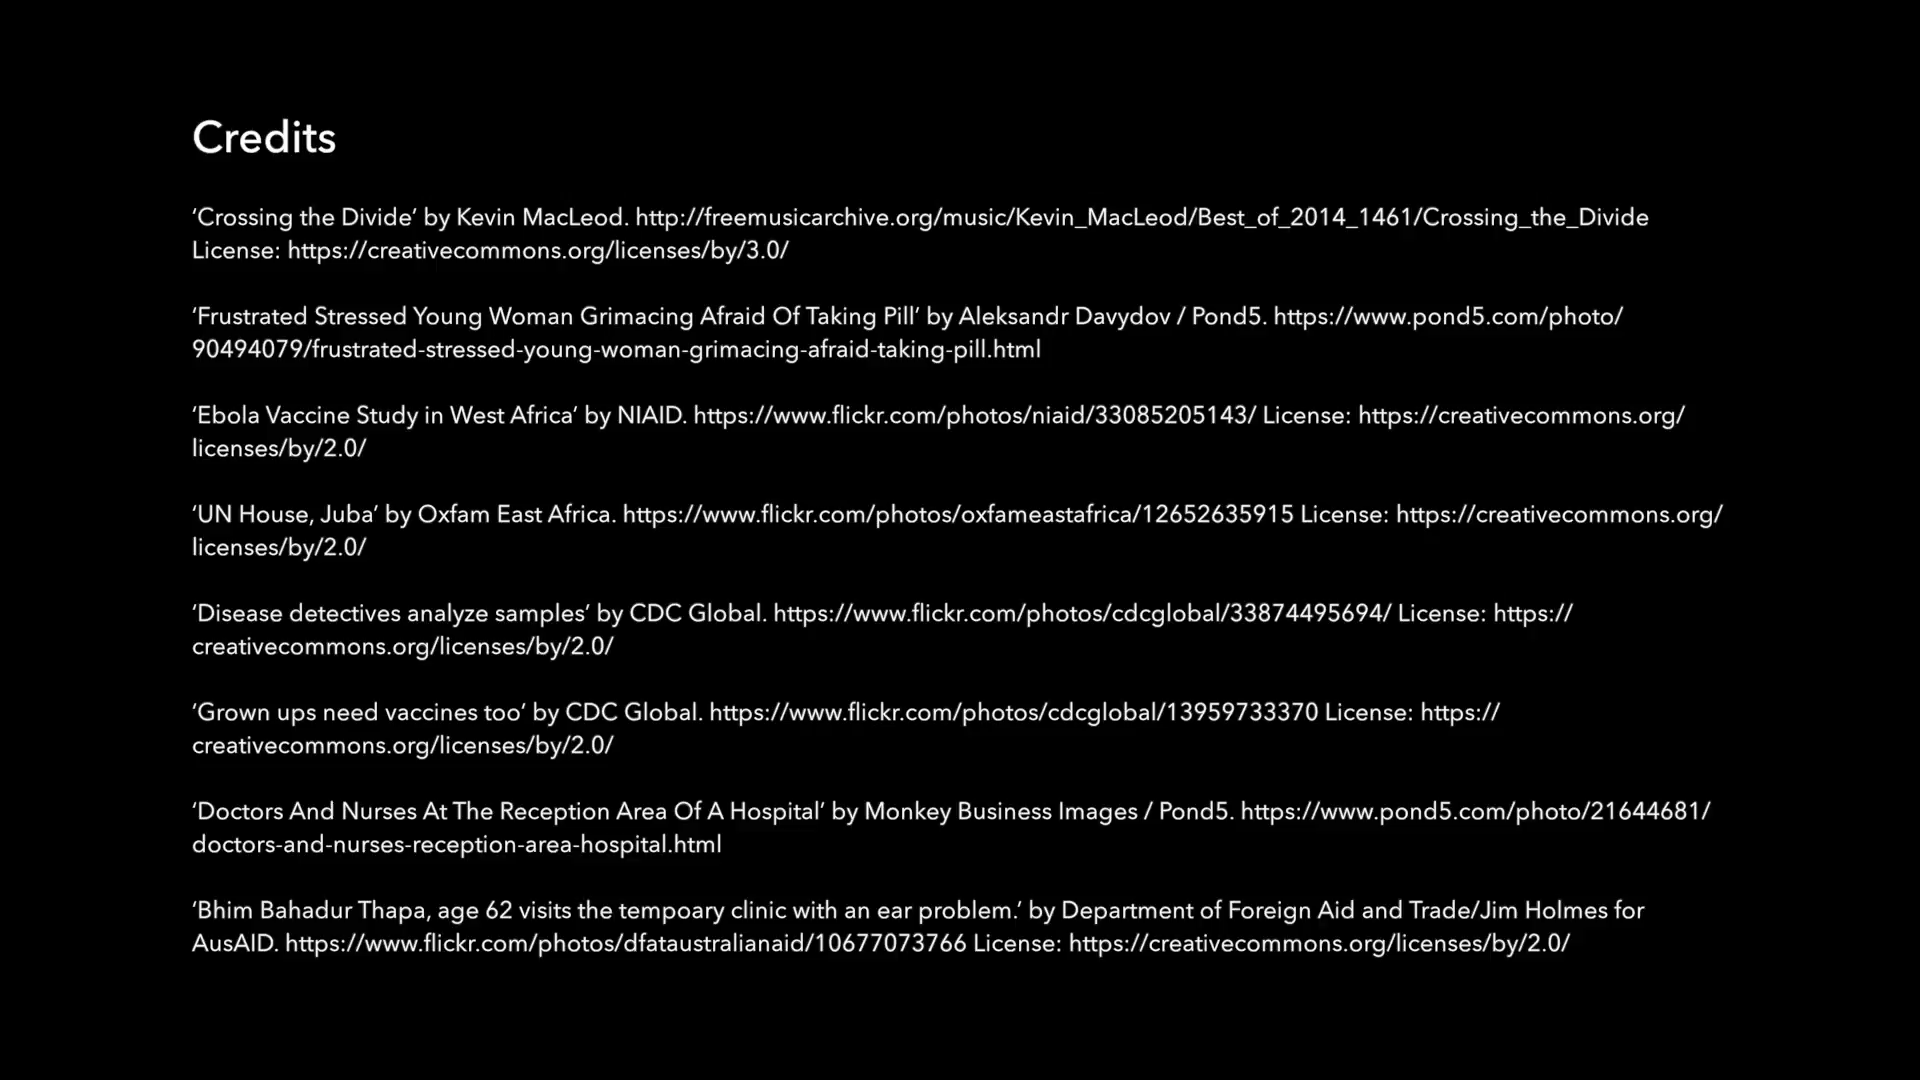 Credits
‘Crossing the Divide’ by Kevin MacLeod. http://freemusicarchive.org/music/Kevin_MacLeod/Best_of_2014_1461/Crossing_the_Divide
License: https://creativecommons.org/licenses/by/3.0/
‘Frustrated Stressed Young Woman Grimacing Afraid Of Taking Pill’ by Aleksandr Davydov / Pond5. https://www.pond5.com/photo/
90494079/frustrated-stressed-young-woman-grimacing-afraid-taking-pill.html
‘Ebola Vaccine Study in West Africa’ by NIAID. https://www.flickr.com/photos/niaid/33085205143/ License: https://creativecommons.org/
licenses/by/2.0/
‘UN House, Juba’ by Oxfam East Africa. https://www.flickr.com/photos/oxfameastafrica/12652635915 License: https://creativecommons.org/
licenses/by/2.0/
‘Disease detectives analyze samples’ by CDC Global. https://www.flickr.com/photos/cdcglobal/33874495694/ License: https://
creativecommons.org/licenses/by/2.0/
‘Grown ups need vaccines too’ by CDC Global. https://www.flickr.com/photos/cdcglobal/13959733370 License: https://
creativecommons.org/licenses/by/2.0/
‘Doctors And Nurses At The Reception Area Of A Hospital’ by Monkey Business Images / Pond5. https://www.pond5.com/photo/21644681/
doctors-and-nurses-reception-area-hospital.html
‘Bhim Bahadur Thapa, age 62 visits the tempoary clinic with an ear problem.’ by Department of Foreign Aid and Trade/Jim Holmes for
AusAID. https://www.flickr.com/photos/dfataustralianaid/10677073766 License: https://creativecommons.org/licenses/by/2.0/